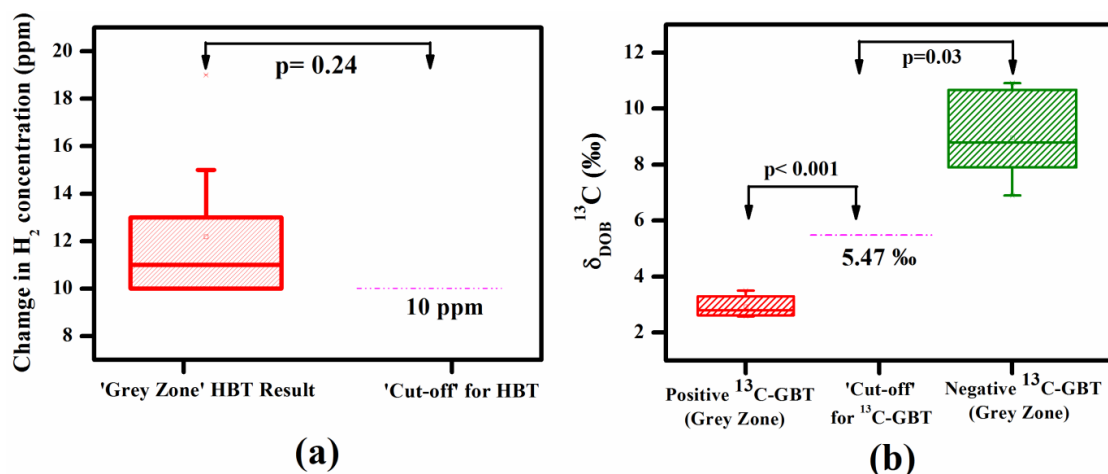 Change in H2 concentration (ppm)
20
18
16
14
12
10
8
p= 0.24
10 ppm
'Grey Zone' HBT Result
'Cut-off' for HBT
(a)
δDOB 13C (‰)
12
10
8
6
4
2
p=0.03
p< 0.001
5.47 ‰
Positive 13C-GBT
(Grey Zone)
'Cut-off'
for 13C-GBT
Negative 13C-GBT
(Grey Zone)
(b)